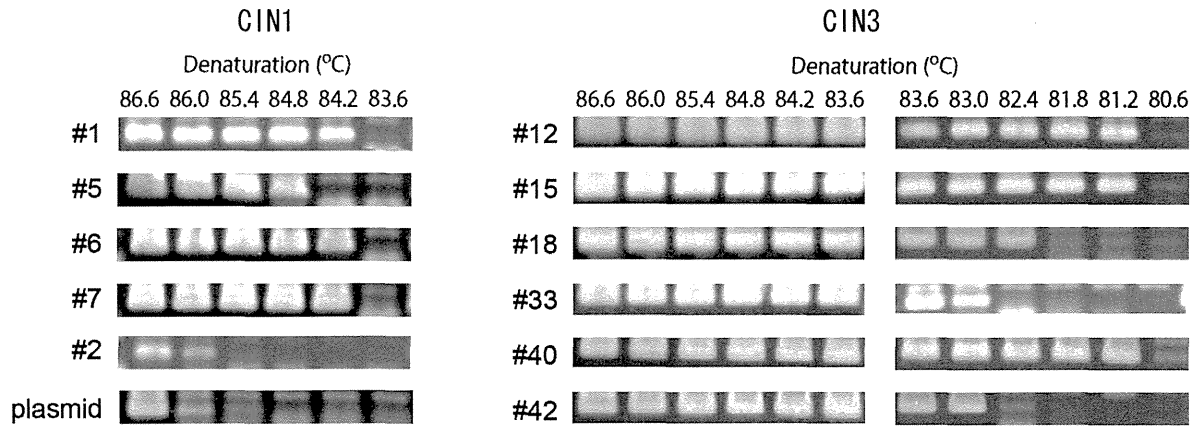 CIN1
Denaturation (°C)
86.6 86.0 85.4 84.8 84.2 83.6
#1
#5
#6
#7
#2
plasmid
CIN3
Denaturation (°C)
86.6 86.0 85.4 84.8 84.2 83.6 83.6 83.0 82.4 81.8 81.2 80.6
#12
#15
#18
#33
#40
#42